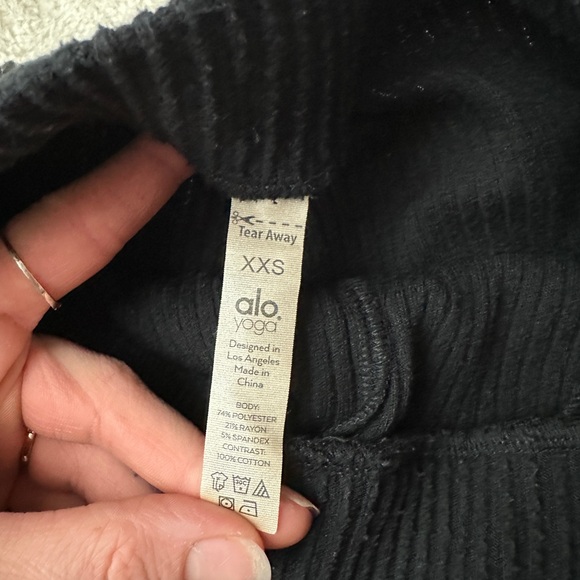 Tear Away
XXS
alo.
yoga
Designed in
Los Angeles
Made in
China
BODY:
74% POLYESTER
21% RAYON
5% SPANDEX
CONTRAST:
100% COTTON